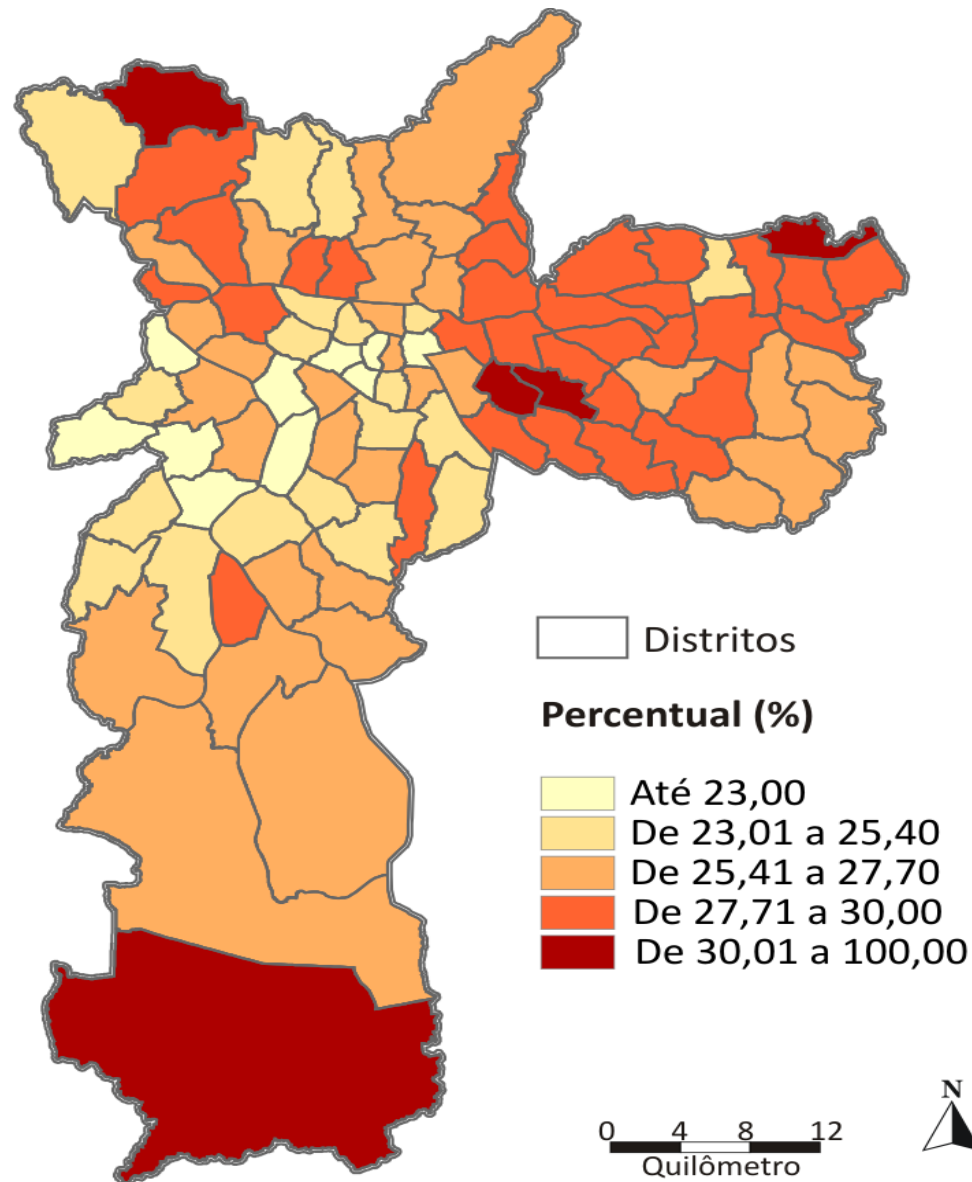 Distritos
Percentual (%)
Até 23,00
De 23,01 a 25,40
De 25,41 a 27,70
De 27,71 a 30,00
De 30,01 a 100,00
N
0 4 8 12
Quilômetro